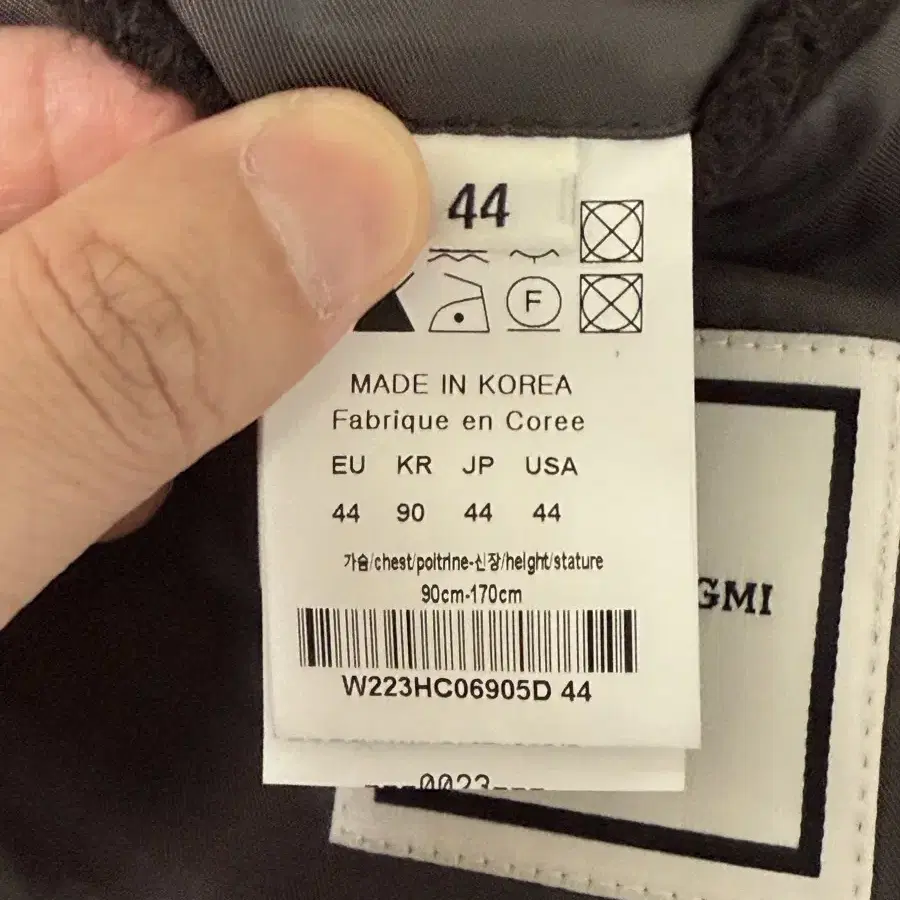 44
F
MADE IN KOREA
Fabrique en Coree
EU KR JP USA
44 90 44 44
가슴/chest/poitrine-신장/height/stature
90cm-170cm
W223HC06905D 44
GMI
---0023---